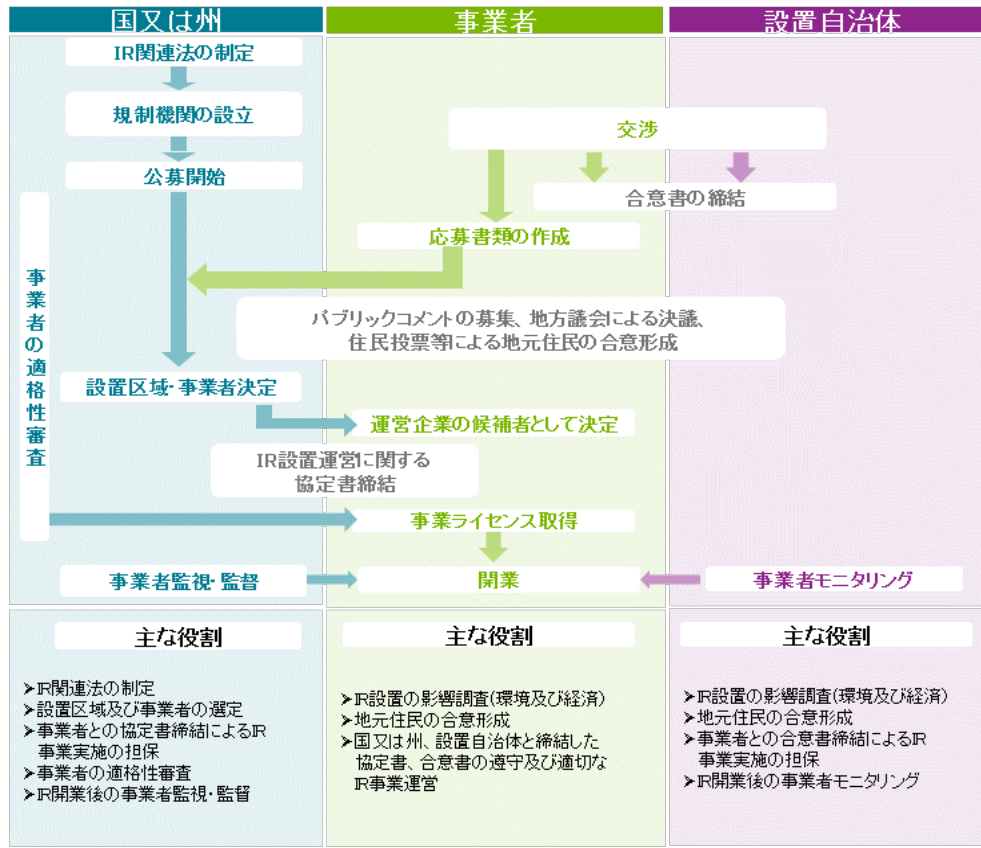 国又は州
事業者
設置自治体
IR関連法の制定
規制機関の設立
交渉
公募開始
合意書の締結
応募書類の作成
事業者の適格性審査
パブリックコメントの募集、地方議会による決議、
住民投票等による地元住民の合意形成
設置区域・事業者決定
運営企業の候補者として決定
IR設置運営に関する
協定書締結
事業ライセンス取得
事業者監視・監督
開業
事業者モニタリング
主な役割
➤IR関連法の制定
➤設置区域及び事業者の選定
➤事業者との協定書締結によるIR
事業実施の担保
➤事業者の適格性審査
➤IR開業後の事業者監視・監督
主な役割
➤IR設置の影響調査(環境及び経済)
➤地元住民の合意形成
➤国又は州、設置自治体と締結した
協定書、合意書の遵守及び適切な
IR事業運営
主な役割
➤IR設置の影響調査(環境及び経済)
➤地元住民の合意形成
➤事業者との合意書締結によるIR
事業実施の担保
➤IR開業後の事業者モニタリング